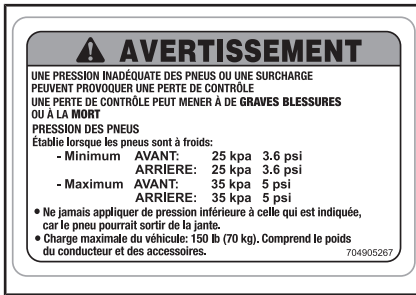 AVERTISSEMENT
UNE PRESSION INADÉQUATE DES PNEUS OU UNE SURCHARGE
PEUVENT PROVOQUER UNE PERTE DE CONTRÔLE
UNE PERTE DE CONTRÔLE PEUT MENER À DE GRAVES BLESSURES
OU À LA MORT
PRESSION DES PNEUS
Établie lorsque les pneus sont à froids:
- Minimum AVANT: 25 kpa 3.6 psi
ARRÍERE: 25 kpa 3.6 psi
- Maximum AVANT: 35 kpa 5 psi
ARRÍERE: 35 kpa 5 psi
• Ne jamais appliquer de pression inférieure à celle qui est indiquée,
car le pneu pourrait sortir de la jante.
• Charge maximale du véhicule: 150 lb (70 kg). Comprend le poids
du conducteur et des accessoires.
704905267